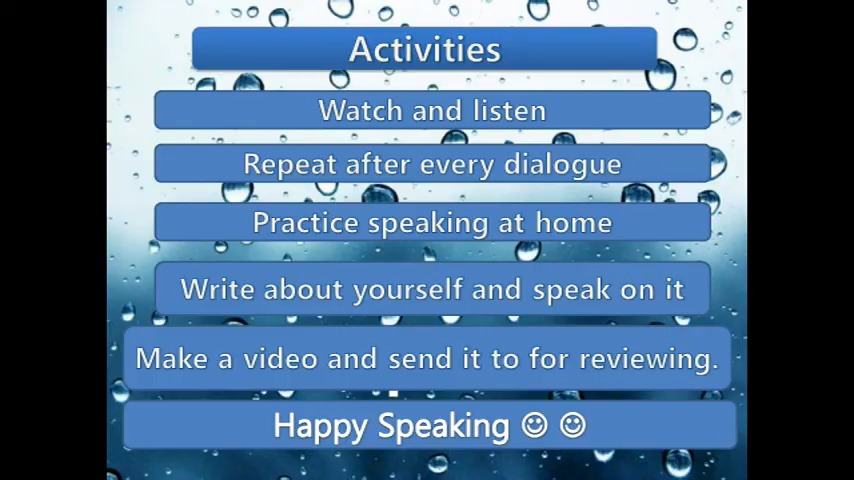 Activities
Watch and listen
Repeat after every dialogue
Practice speaking at home
Write about yourself and speak on it
Make a video and send it to for reviewing.
Happy Speaking ☺ ☺